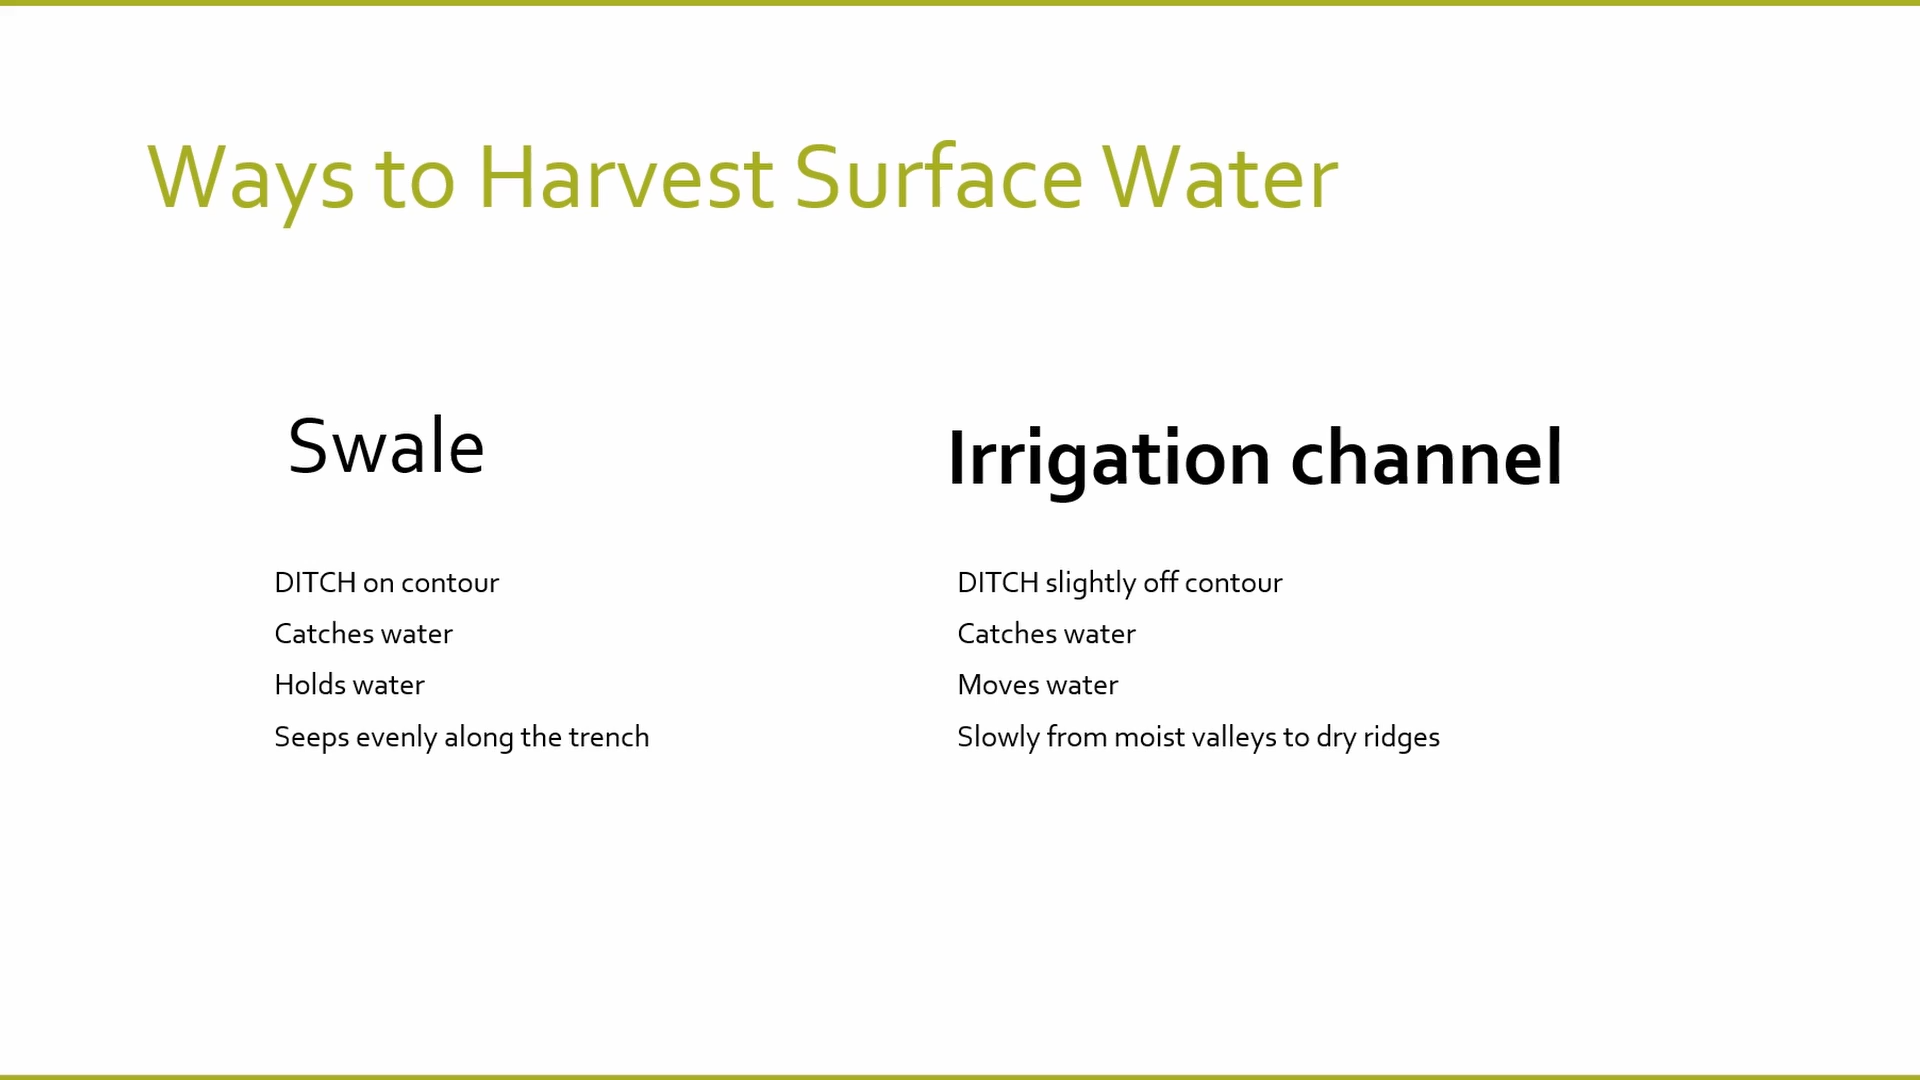 Ways to Harvest Surface Water
Swale
DITCH on contour
Catches water
Holds water
Seeps evenly along the trench
Irrigation channel
DITCH slightly off contour
Catches water
Moves water
Slowly from moist valleys to dry ridges